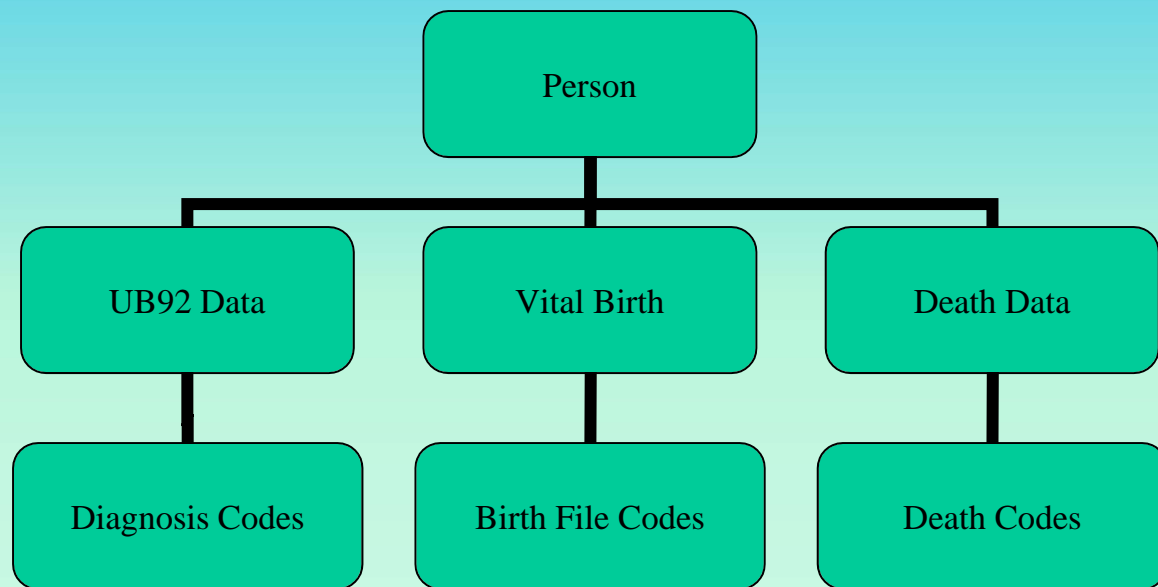 Person
UB92 Data
Vital Birth
Death Data
Diagnosis Codes
Birth File Codes
Death Codes